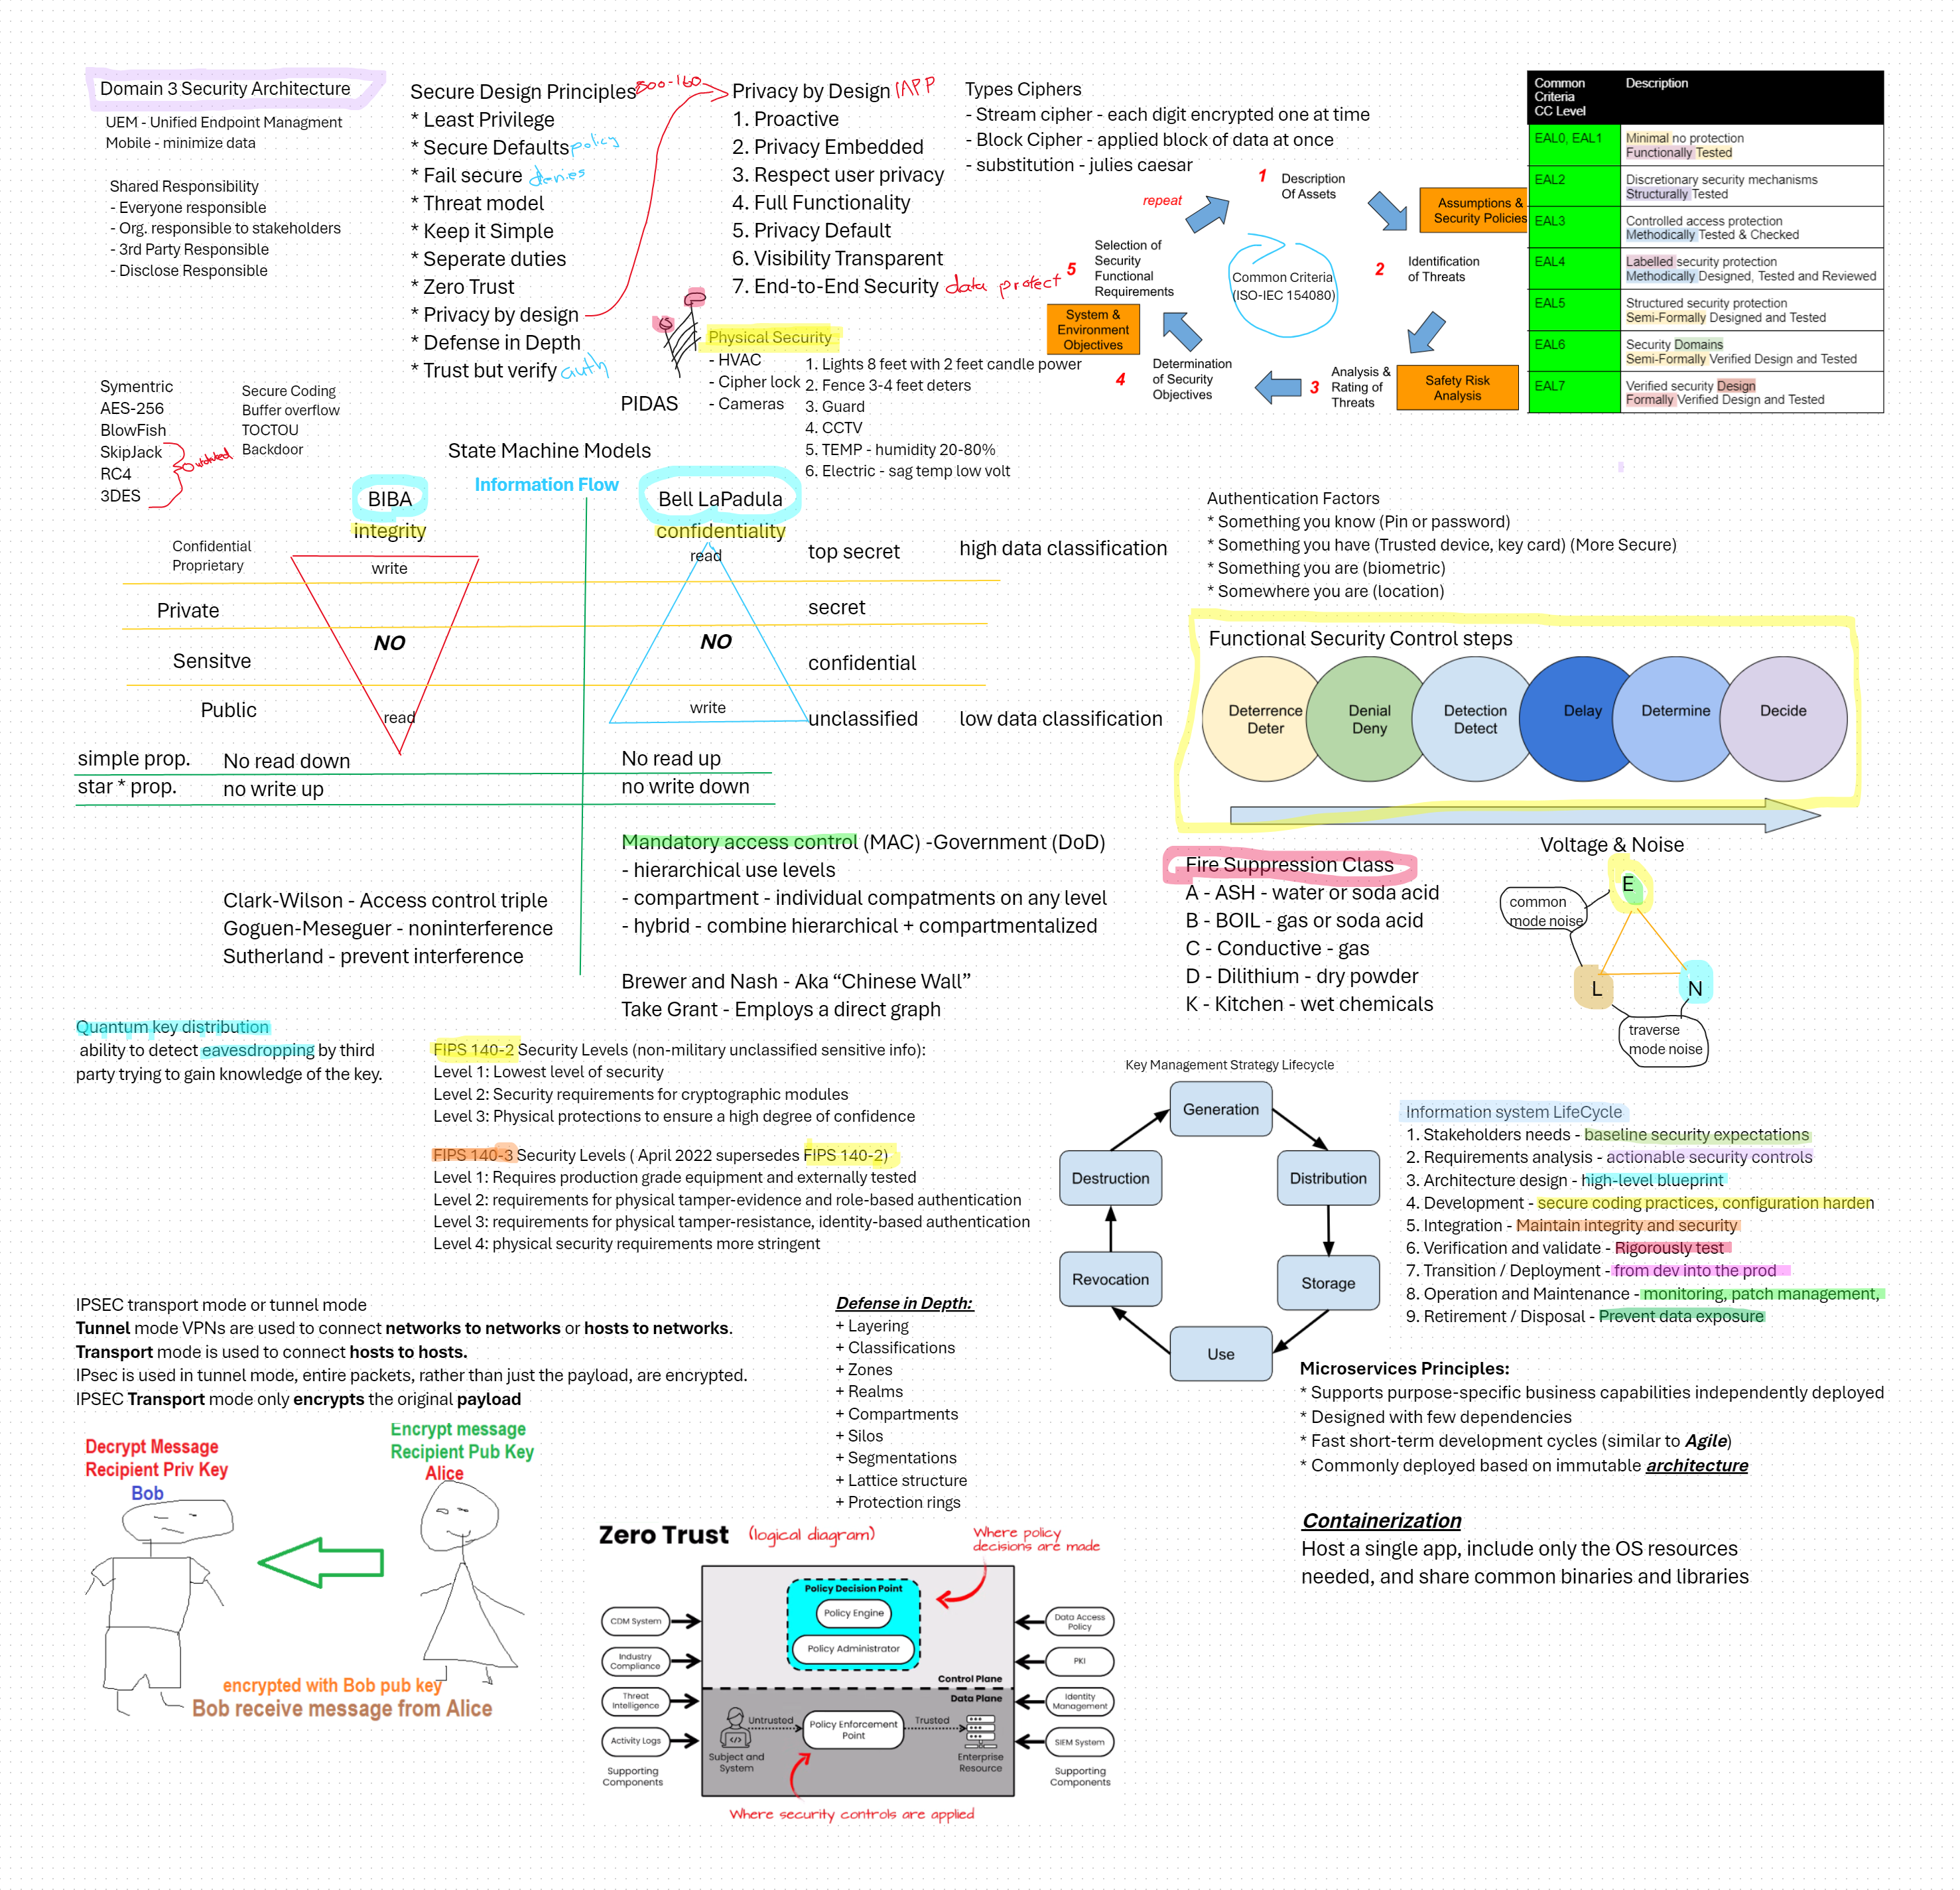 Domain 3 Security Architecture
UEM - Unified Endpoint Managment
Mobile - minimize data
Shared Responsibility
- Everyone responsible
- Org. responsible to stakeholders
- 3rd Party Responsible
- Disclose Responsible
Secure Design Principles 800-160
* Least Privilege
* Secure Defaults policy
* Fail secure denies
* Threat model
* Keep it Simple
* Seperate duties
* Zero Trust
* Privacy by design
* Defense in Depth
* Trust but verify auth
Privacy by Design IAPP
1. Proactive
2. Privacy Embedded
3. Respect user privacy
4. Full Functionality
5. Privacy Default
6. Visibility Transparent
7. End-to-End Security data protect
Types Ciphers
- Stream cipher - each digit encrypted one at time
- Block Cipher - applied block of data at once
- substitution - julies caesar
repeat
1
Description
Of Assets
Assumptions &
Security Policies
2
Identification
of Threats
Safety Risk
Analysis
3
Analysis &
Rating of
Threats
4
Determination
of Security
Objectives
System &
Environment
Objectives
5
Selection of
Security
Functional
Requirements
Common Criteria
(ISO-IEC 154080)
Common
Criteria
CC Level
Description
EAL0, EAL1
Minimal no protection
Functionally Tested
EAL2
Discretionary security mechanisms
Structurally Tested
EAL3
Controlled access protection
Methodically Tested & Checked
EAL4
Labelled security protection
Methodically Designed, Tested and Reviewed
EAL5
Structured security protection
Semi-Formally Designed and Tested
EAL6
Security Domains
Semi-Formally Verified Design and Tested
EAL7
Verified security Design
Formally Verified Design and Tested
PIDAS
Physical Security
- HVAC
- Cipher lock
- Cameras
1. Lights 8 feet with 2 feet candle power
2. Fence 3-4 feet deters
3. Guard
4. CCTV
5. TEMP - humidity 20-80%
6. Electric - sag temp low volt
Symentric
AES-256
BlowFish
SkipJack
RC4
3DES
Secure Coding
Buffer overflow
TOCTOU
Backdoor
State Machine Models
Information Flow
BIBA
integrity
Bell LaPadula
confidentiality
Confidential
Proprietary
Private
Sensitve
Public
write
NO
read
read
NO
write
top secret
secret
confidential
unclassified
high data classification
low data classification
simple prop.
No read down
No read up
star * prop.
no write up
no write down
Clark-Wilson - Access control triple
Goguen-Meseguer - noninterference
Sutherland - prevent interference
Mandatory access control (MAC) -Government (DoD)
- hierarchical use levels
- compartment - individual compatments on any level
- hybrid - combine hierarchical + compartmentalized
Brewer and Nash - Aka “Chinese Wall”
Take Grant - Employs a direct graph
Authentication Factors
* Something you know (Pin or password)
* Something you have (Trusted device, key card) (More Secure)
* Something you are (biometric)
* Somewhere you are (location)
Functional Security Control steps
Deterrence
Deter
Denial
Deny
Detection
Detect
Delay
Determine
Decide
Fire Suppression Class
A - ASH - water or soda acid
B - BOIL - gas or soda acid
C - Conductive - gas
D - Dilithium - dry powder
K - Kitchen - wet chemicals
Voltage & Noise
E
common
mode noise
L
N
traverse
mode noise
Quantum key distribution
ability to detect eavesdropping by third
party trying to gain knowledge of the key.
FIPS 140-2 Security Levels (non-military unclassified sensitive info):
Level 1: Lowest level of security
Level 2: Security requirements for cryptographic modules
Level 3: Physical protections to ensure a high degree of confidence
FIPS 140-3 Security Levels ( April 2022 supersedes FIPS 140-2)
Level 1: Requires production grade equipment and externally tested
Level 2: requirements for physical tamper-evidence and role-based authentication
Level 3: requirements for physical tamper-resistance, identity-based authentication
Level 4: physical security requirements more stringent
Key Management Strategy Lifecycle
Generation
Distribution
Storage
Use
Revocation
Destruction
Information system LifeCycle
1. Stakeholders needs - baseline security expectations
2. Requirements analysis - actionable security controls
3. Architecture design - high-level blueprint
4. Development - secure coding practices, configuration harden
5. Integration - Maintain integrity and security
6. Verification and validate - Rigorously test
7. Transition / Deployment - from dev into the prod
8. Operation and Maintenance - monitoring, patch management,
9. Retirement / Disposal - Prevent data exposure
IPSEC transport mode or tunnel mode
Tunnel mode VPNs are used to connect networks to networks or hosts to networks.
Transport mode is used to connect hosts to hosts.
IPsec is used in tunnel mode, entire packets, rather than just the payload, are encrypted.
IPSEC Transport mode only encrypts the original payload
Defense in Depth:
+ Layering
+ Classifications
+ Zones
+ Realms
+ Compartments
+ Silos
+ Segmentations
+ Lattice structure
+ Protection rings
Microservices Principles:
* Supports purpose-specific business capabilities independently deployed
* Designed with few dependencies
* Fast short-term development cycles (similar to Agile)
* Commonly deployed based on immutable architecture
Containerization
Host a single app, include only the OS resources
needed, and share common binaries and libraries
Decrypt Message
Recipient Priv Key
Bob
Encrypt message
Recipient Pub Key
Alice
encrypted with Bob pub key
Bob receive message from Alice
Zero Trust (logical diagram)
Where policy
decisions are made
Policy Decision Point
Policy Engine
Policy Administrator
Control Plane
Data Plane
CDM System
Industry
Compliance
Threat
Intelligence
Activity Logs
Supporting
Components
Data Access
Policy
PKI
Identity
Management
SIEM System
Supporting
Components
Untrusted
Policy Enforcement
Point
Trusted
Subject and
System
Enterprise
Resource
Where security controls are applied